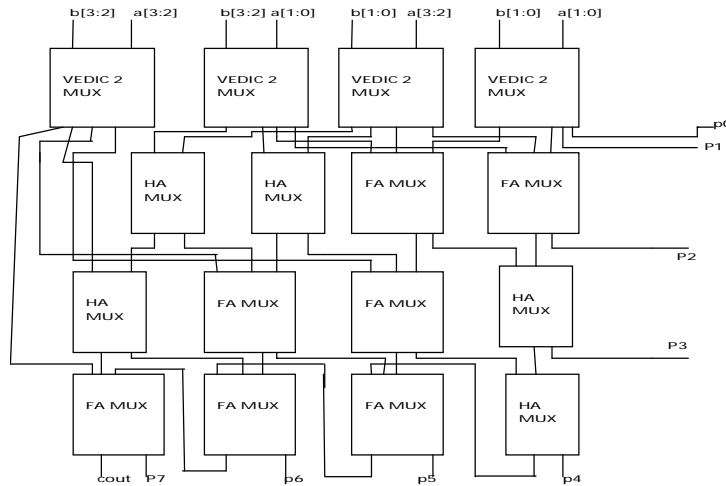 b[3:2] a[3:2] b[3:2] a[1:0] b[1:0] a[3:2] b[1:0] a[1:0]
VEDIC 2 MUX
VEDIC 2 MUX
VEDIC 2 MUX
VEDIC 2 MUX
p0
P1
HA MUX
HA MUX
FA MUX
FA MUX
P2
HA MUX
FA MUX
FA MUX
HA MUX
P3
FA MUX
FA MUX
FA MUX
HA MUX
cout P7 p6 p5 p4